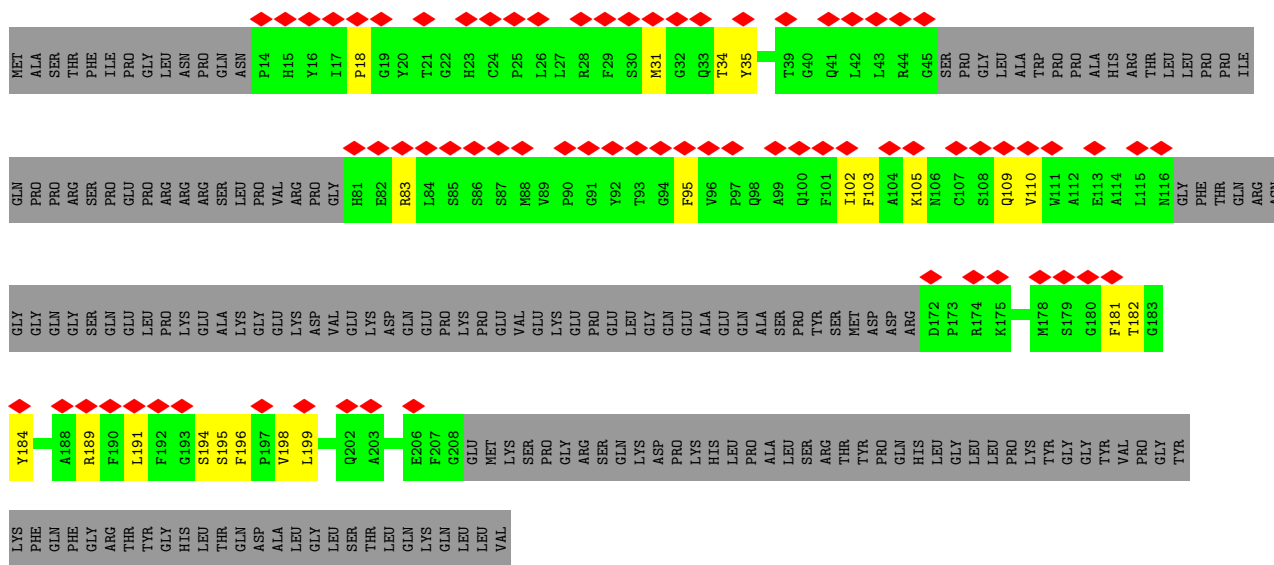 MET ALA SER THR PHE ILE PRO GLY LEU ASN PRO GLN ASN P14 H15 Y16 I17 P18 G19 Y20 T21 G22 H23 C24 P25 L26 L27 R28 F29 S30 M31 G32 Q33 T34 Y35 T39 G40 Q41 L42 L43 R44 G45 SER PRO GLY LEU ALA TRP PRO PRO ALA HIS ARG THR LEU LEU PRO PRO ILE
GLN PRO PRO ARG SER PRO GLU PRO ARG ARG ARG SER LEU PRO VAL ARG PRO GLY H81 E82 R83 L84 S85 S86 S87 M88 V89 P90 G91 Y92 T93 G94 F95 V96 P97 Q98 A99 Q100 F101 I102 F103 A104 K105 N106 C107 S108 Q109 V110 W111 A112 E113 A114 L115 N116 GLY PHE THR GLN ARG ASN
GLY GLY GLN GLY SER GLN GLU LEU PRO LYS GLU ALA LYS GLY GLU LYS ASP VAL GLU LYS ASP GLN GLU PRO LYS PRO GLU VAL GLU LYS GLU PRO GLU LEU GLY GLN GLU ALA GLU GLN ALA SER PRO TYR SER MET ASP ASP ARG D172 P173 R174 K175 M178 S179 G180 F181 T182 G183
Y184 A188 R189 F190 L191 F192 G193 S194 S195 F196 P197 V198 L199 Q202 A203 E206 F207 G208 GLU MET LYS SER PRO GLY ARG SER GLN LYS ASP PRO LYS HIS LEU PRO ALA LEU SER ARG THR TYR PRO GLN HIS LEU GLY LEU LEU PRO LYS TYR GLY GLY TYR VAL PRO GLY TYR
LYS PHE GLN PHE GLY ARG THR TYR GLY HIS LEU THR GLN ASP ALA LEU GLY LEU SER THR LEU GLN LYS GLN LEU LEU VAL